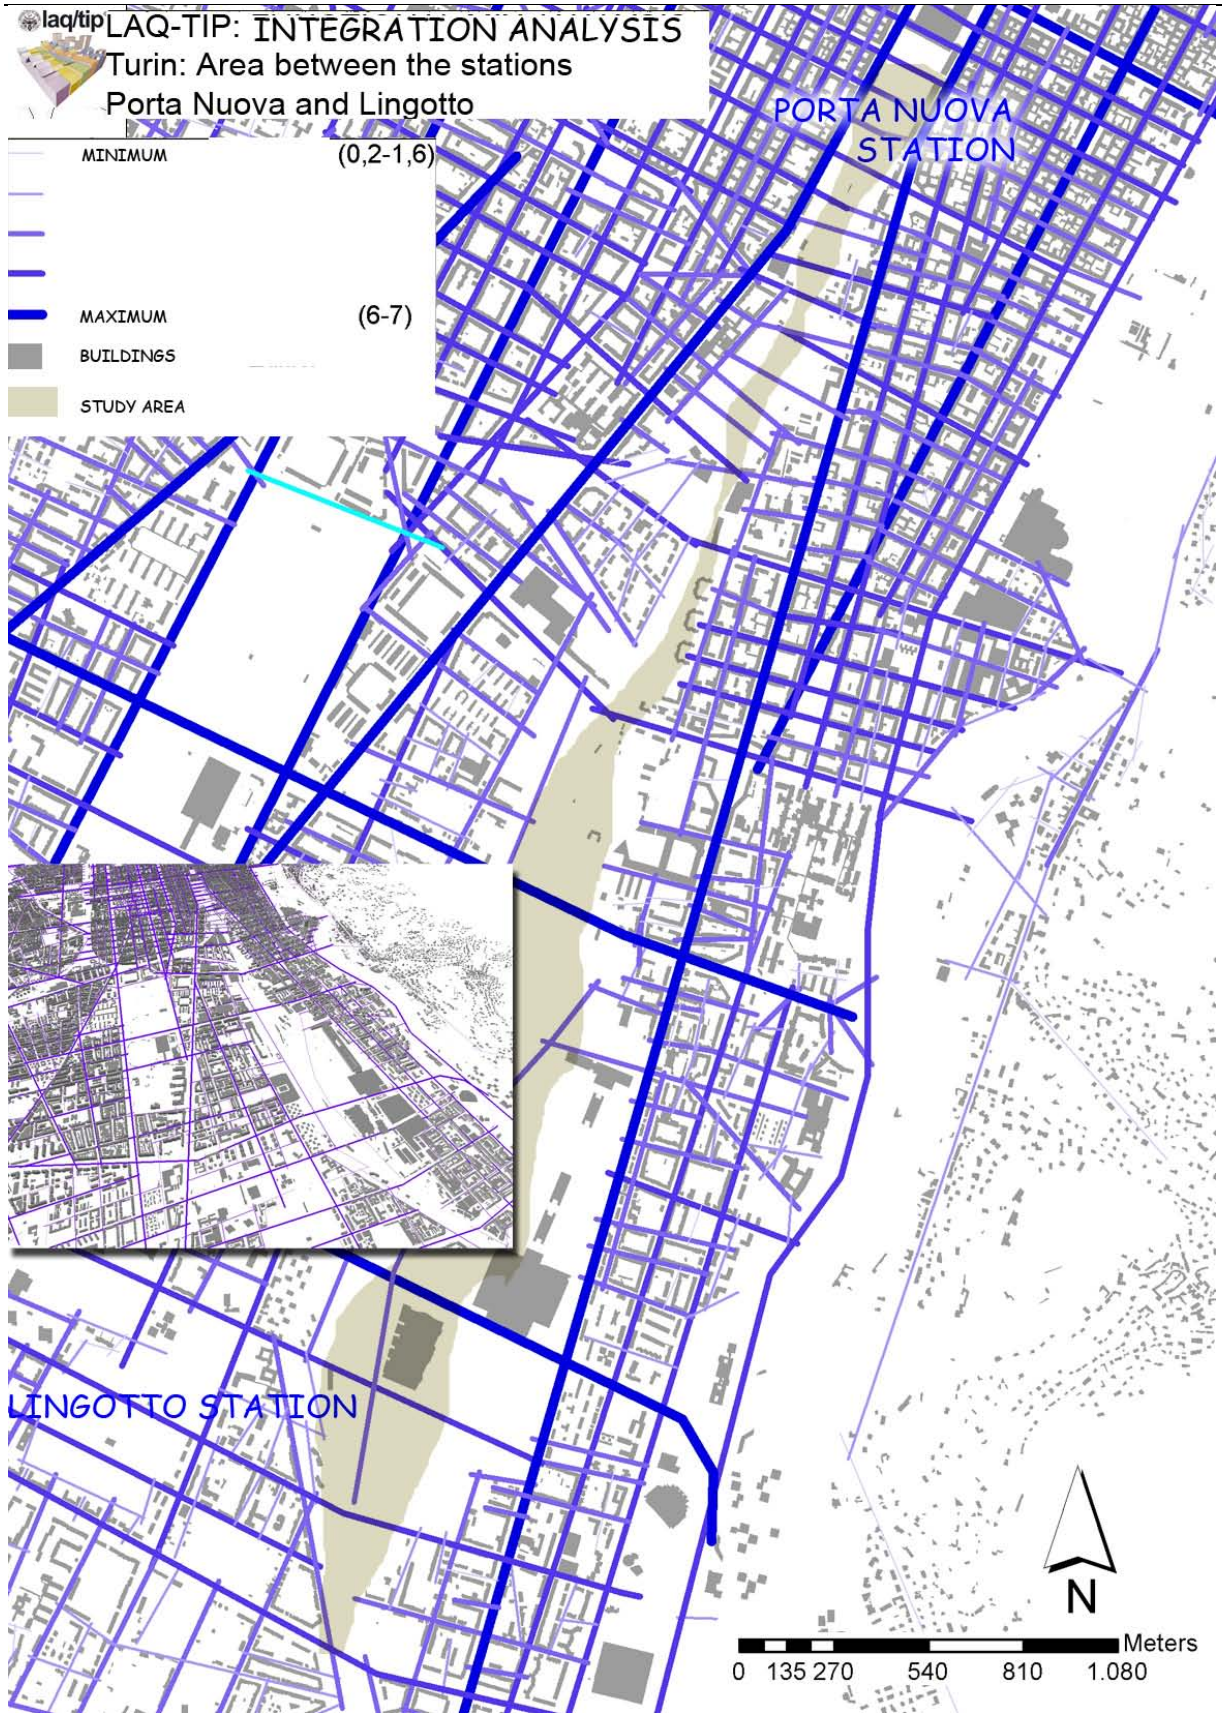 laq/tip
LAQ-TIP: INTEGRATION ANALYSIS
Turin: Area between the stations
Porta Nuova and Lingotto
MINIMUM (0,2-1,6)
MAXIMUM (6-7)
BUILDINGS
STUDY AREA
PORTA NUOVA
STATION
LINGOTTO STATION
N
Meters
0 135 270 540 810 1.080